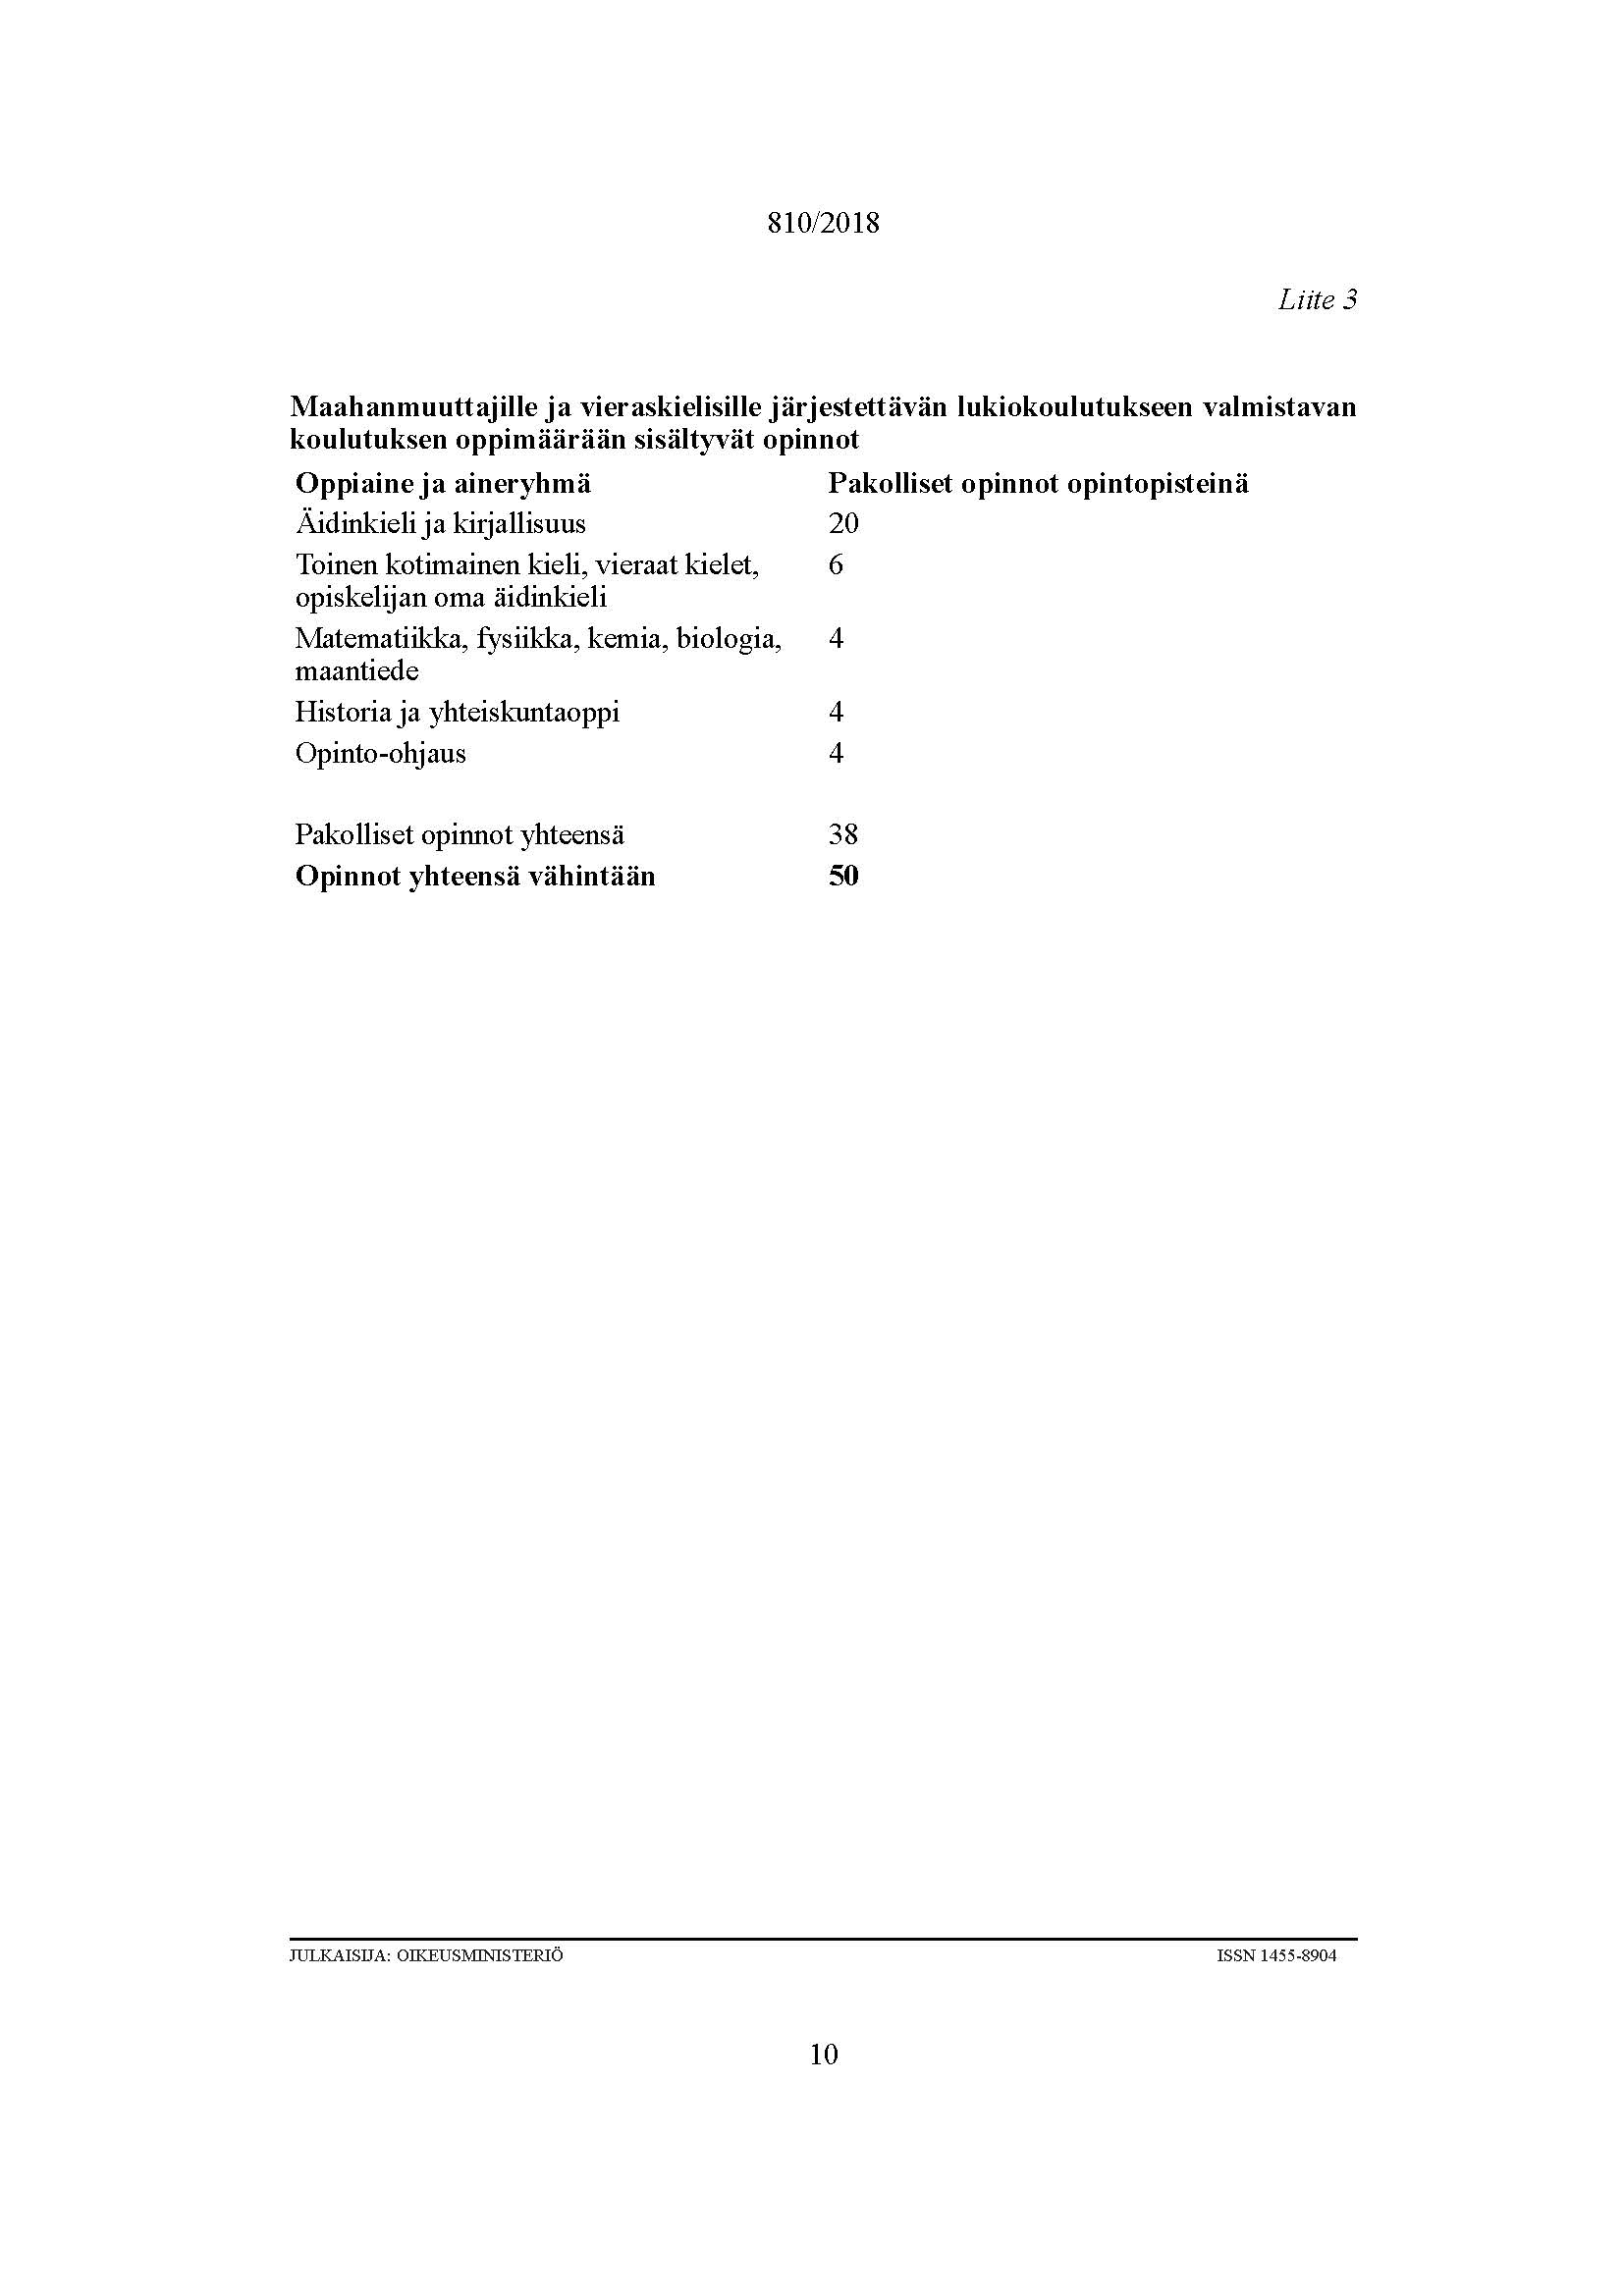 810/2018
Liite 3
Maahanmuuttajille ja vieraskielisille järjestettävän lukiokoulutukseen valmistavan
koulutuksen oppimäärään sisältyvät opinnot
Oppiaine ja aineryhmä Pakolliset opinnot opintopisteinä
Äidinkieli ja kirjallisuus 20
Toinen kotimainen kieli, vieraat kielet, 6
opiskelijan oma äidinkieli
Matematiikka, fysiikka, kemia, biologia, 4
maantiede
Historia ja yhteiskuntaoppi 4
Opinto-ohjaus 4
Pakolliset opinnot yhteensä 38
Opinnot yhteensä vähintään 50
JULKAISIJA: OIKEUSMINISTERIÖ ISSN 1455-8904
10